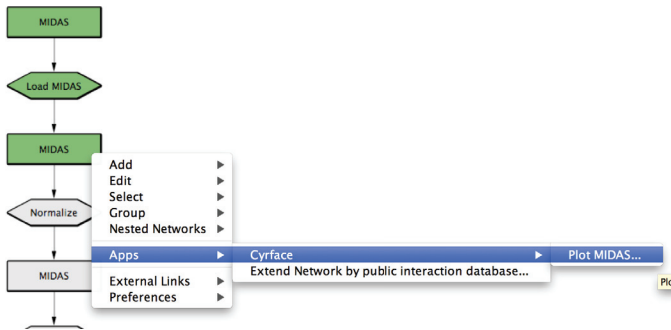 MIDAS
Load MIDAS
MIDAS
Normalize
MIDAS
Add
Edit
Select
Group
Nested Networks
Apps
External Links
Preferences
Cyrface
Extend Network by public interaction database...
Plot MIDAS...